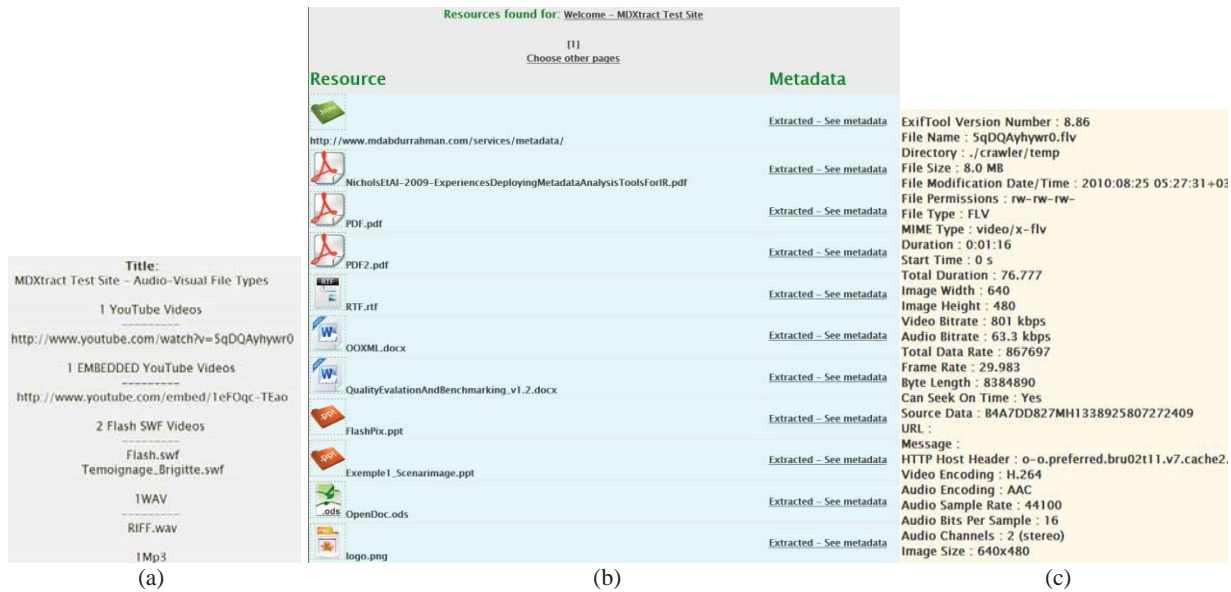 Title:
MDXtract Test Site - Audio-Visual File Types
1 YouTube Videos
---------
http://www.youtube.com/watch?v=5qDQAyhywr0
1 EMBEDDED YouTube Videos
---------
http://www.youtube.com/embed/1eFOqc-TEao
2 Flash SWF Videos
---------
Flash.swf
Temoignage_Brigitte.swf
1WAV
---------
RIFF.wav
1Mp3
(a)
Resources found for: Welcome - MDXtract Test Site
[1]
Choose other pages
Resource Metadata
html
http://www.mdabdurrahman.com/services/metadata/ Extracted - See metadata
NicholsEtAl-2009-ExperiencesDeployingMetadataAnalysisToolsForIR.pdf Extracted - See metadata
PDF.pdf Extracted - See metadata
PDF2.pdf Extracted - See metadata
RTF
RTF.rtf Extracted - See metadata
W
OOXML.docx Extracted - See metadata
W
QualityEvalationAndBenchmarking_v1.2.docx Extracted - See metadata
.ppt
FlashPix.ppt Extracted - See metadata
.ppt
Exemple1_Scenarimage.ppt Extracted - See metadata
.ods
OpenDoc.ods Extracted - See metadata
logo.png Extracted - See metadata
(b)
ExifTool Version Number : 8.86
File Name : 5qDQAyhywr0.flv
Directory : ./crawler/temp
File Size : 8.0 MB
File Modification Date/Time : 2010:08:25 05:27:31+03
File Permissions : rw-rw-rw-
File Type : FLV
MIME Type : video/x-flv
Duration : 0:01:16
Start Time : 0 s
Total Duration : 76.777
Image Width : 640
Image Height : 480
Video Bitrate : 801 kbps
Audio Bitrate : 63.3 kbps
Total Data Rate : 867697
Frame Rate : 29.983
Byte Length : 8384890
Can Seek On Time : Yes
Source Data : B4A7DD827MH1338925807272409
URL :
Message :
HTTP Host Header : o-o.preferred.bru02t11.v7.cache2.
Video Encoding : H.264
Audio Encoding : AAC
Audio Sample Rate : 44100
Audio Bits Per Sample : 16
Audio Channels : 2 (stereo)
Image Size : 640x480
(c)